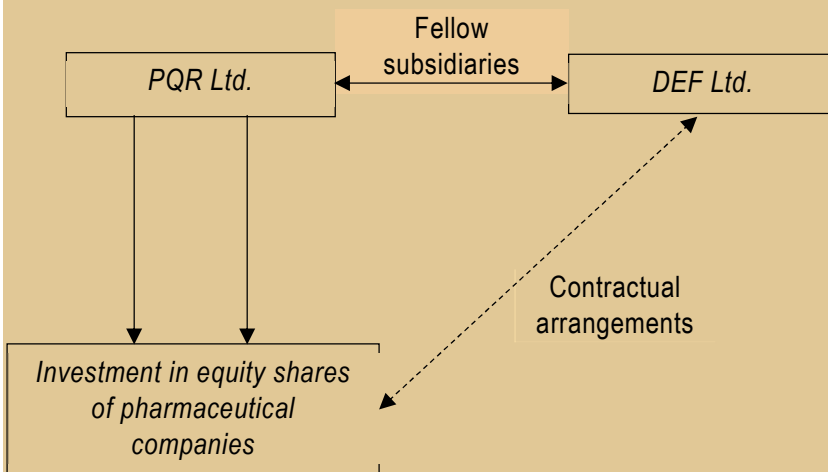 Fellow
subsidiaries
PQR Ltd.
DEF Ltd.
Contractual
arrangements
Investment in equity shares
of pharmaceutical
companies